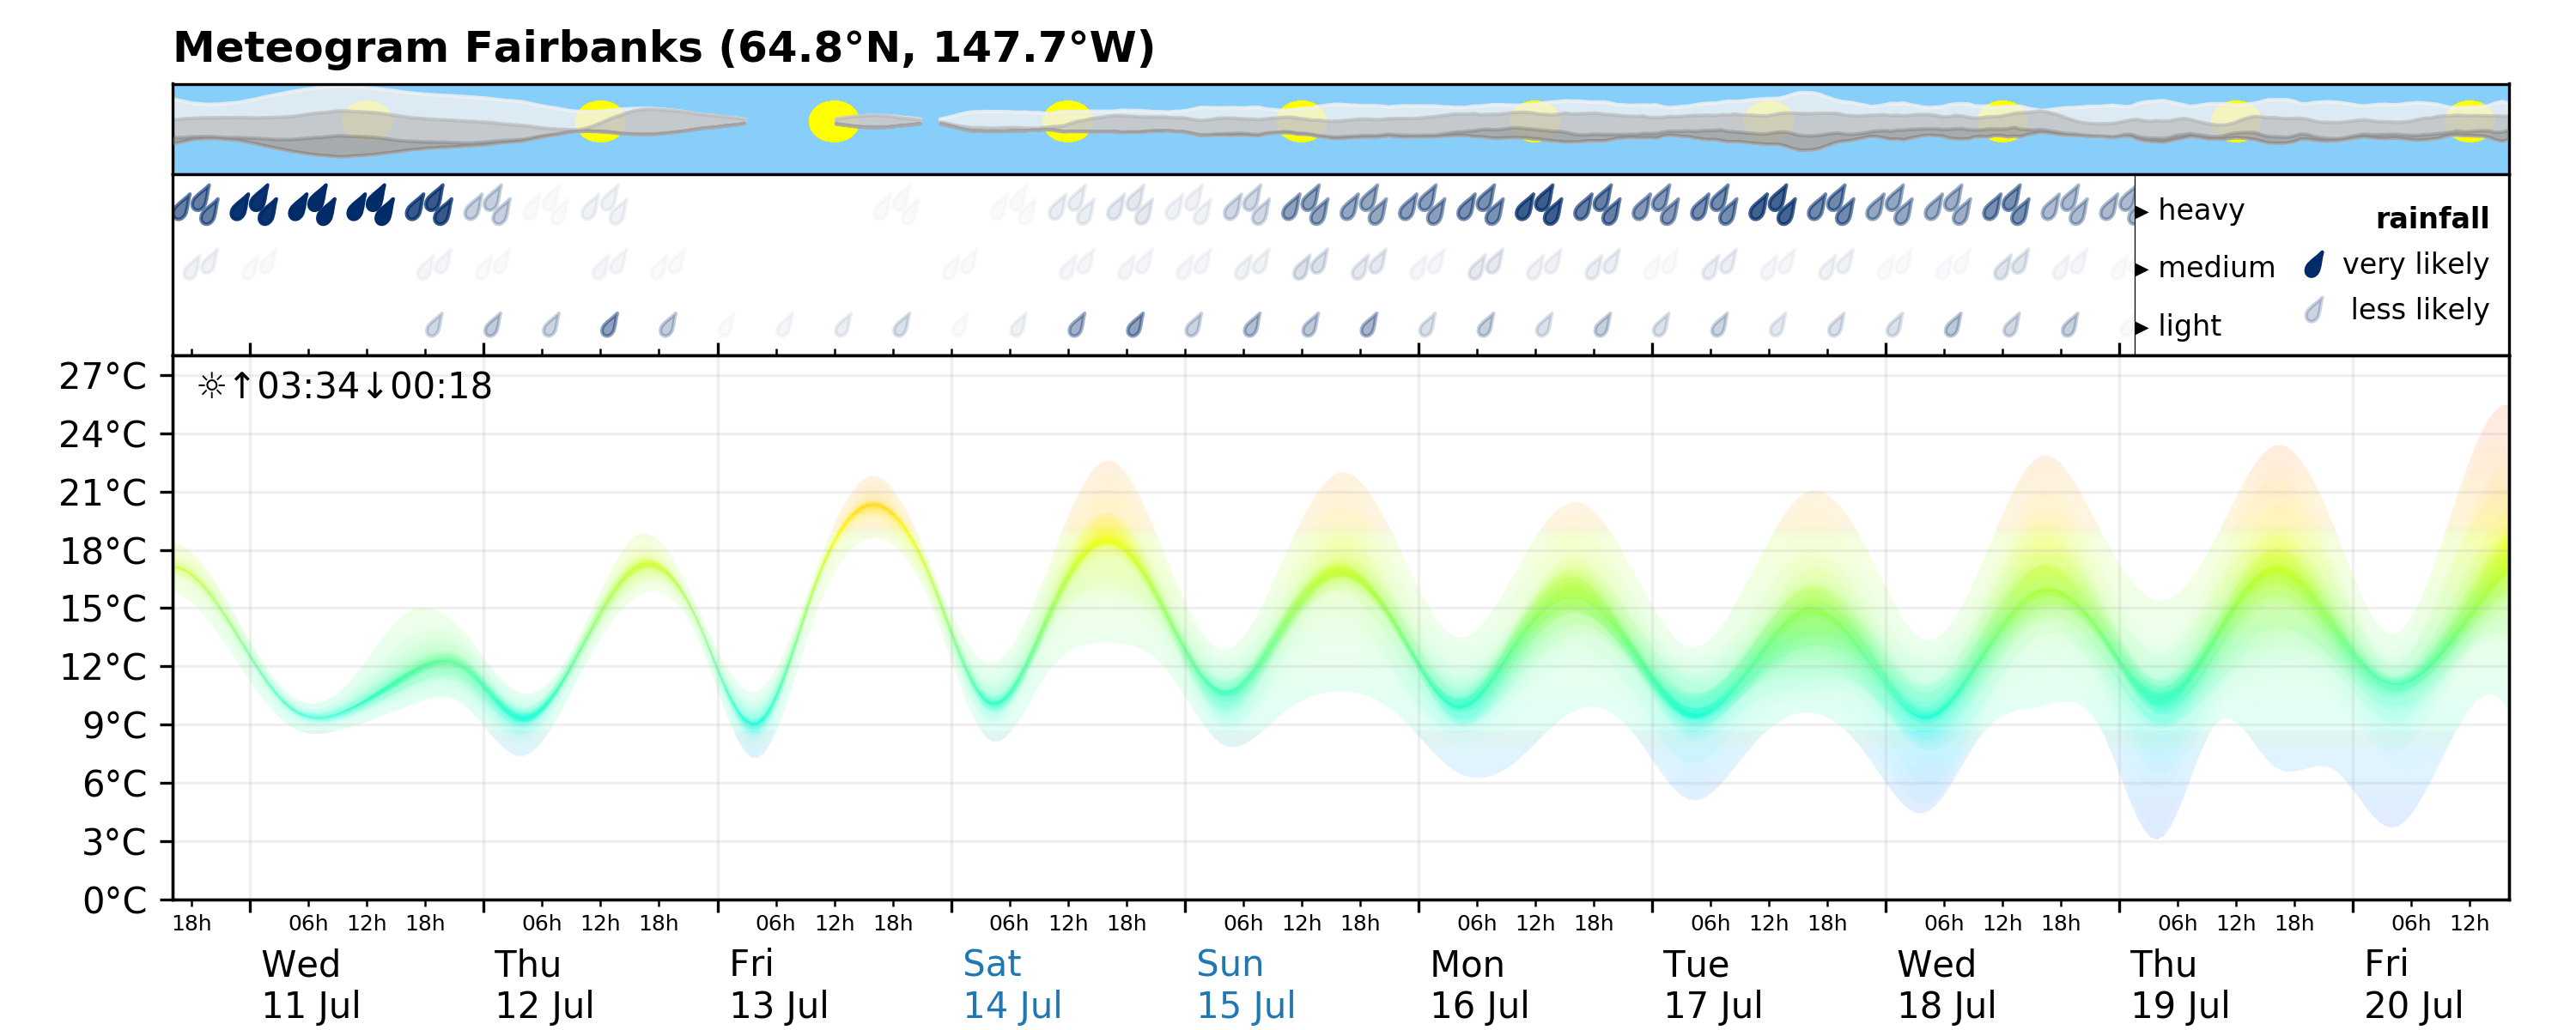 Meteogram Fairbanks (64.8°N, 147.7°W)
▸ heavy
rainfall
▸ medium
very likely
less likely
▸ light
☼↑03:34↓00:18
27°C
24°C
21°C
18°C
15°C
12°C
9°C
6°C
3°C
0°C
18h 06h 12h 18h 06h 12h 18h 06h 12h 18h 06h 12h 18h 06h 12h 18h 06h 12h 18h 06h 12h 18h 06h 12h 18h 06h 12h 18h 06h 12h
Wed Thu Fri Sat Sun Mon Tue Wed Thu Fri
11 Jul 12 Jul 13 Jul 14 Jul 15 Jul 16 Jul 17 Jul 18 Jul 19 Jul 20 Jul